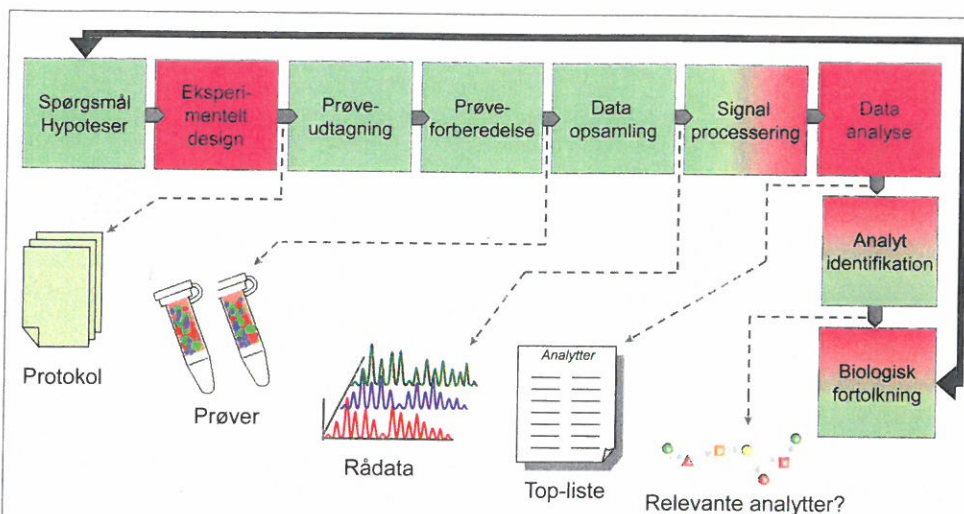 Spørgsmål
Hypoteser
Eksperi-
mentelt
design
Prøve-
udtagning
Prøve-
forberedelse
Data
opsamling
Signal
processering
Data
analyse
Analyt
identifikation
Biologisk
fortolkning
Protokol
Prøver
Rådata
Analytter
Top-liste
Relevante analytter?